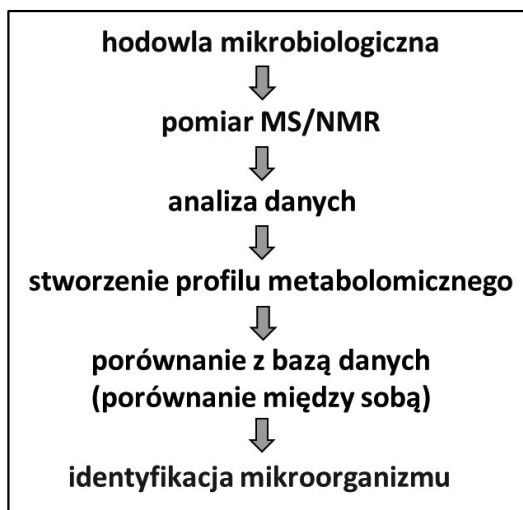 hodowla mikrobiologiczna
pomiar MS/NMR
analiza danych
stworzenie profilu metabolomicznego
porównanie z bazą danych
(porównanie między sobą)
identyfikacja mikroorganizmu